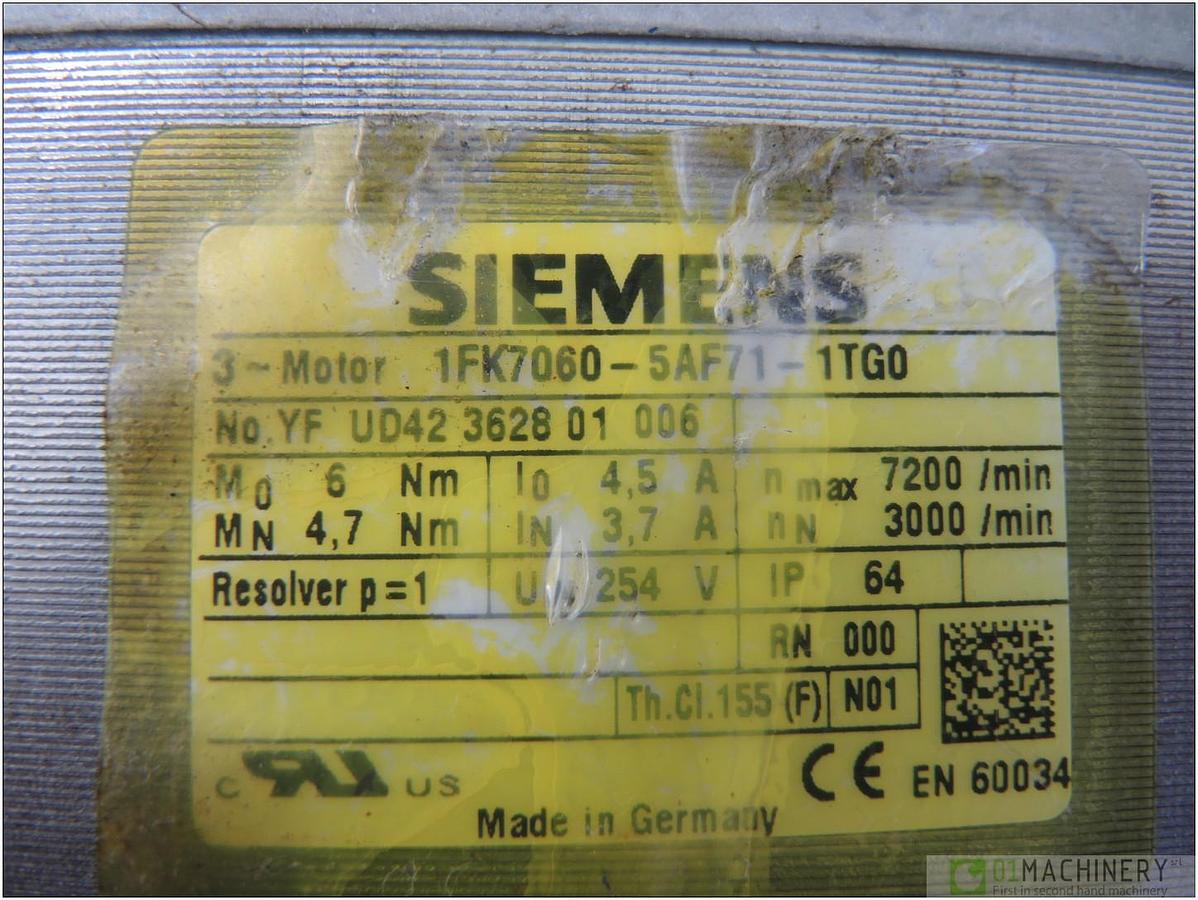 SIEMENS
3 ~ Motor 1FK7060-5AF71-1TG0
No.YF UD42 3628 01 006
M0 6 Nm I0 4,5 A n max 7200 /min
MN 4,7 Nm IN 3,7 A nN 3000 /min
Resolver p=1 254 V IP 64
RN 000
Th.Cl.155 (F) N01
C US CE EN 60034
Made in Germany
01MACHINERY srl
First in second hand machinery